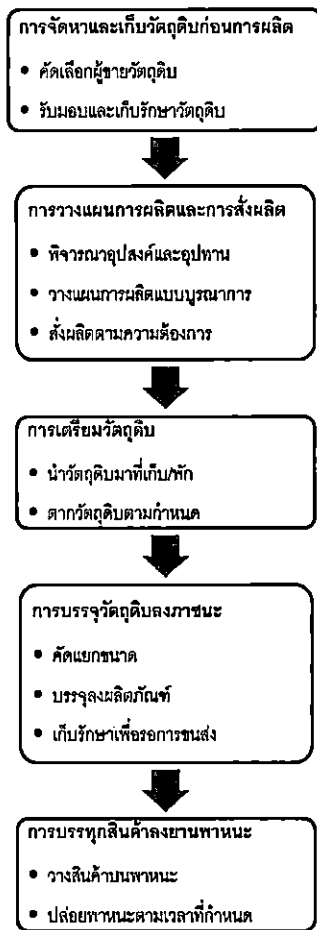 การจัดหาและเก็บวัตถุดิบก่อนการผลิต
• คัดเลือกผู้ขายวัตถุดิบ
• รับมอบและเก็บรักษาวัตถุดิบ
การวางแผนการผลิตและการสั่งผลิต
• พิจารณาอุปสงค์และอุปทาน
• วางแผนการผลิตแบบบูรณาการ
• สั่งผลิตตามความต้องการ
การเตรียมวัตถุดิบ
• นำวัตถุดิบมาที่เก็บ/พัก
• ตากวัตถุดิบตามกำหนด
การบรรจุวัตถุดิบลงภาชนะ
• คัดแยกขนาด
• บรรจุลงผลิตภัณฑ์
• เก็บรักษาเพื่อรอการขนส่ง
การบรรทุกสินค้าลงยานพาหนะ
• วางสินค้าบนพาหนะ
• ปล่อยพาหนะตามเวลาที่กำหนด